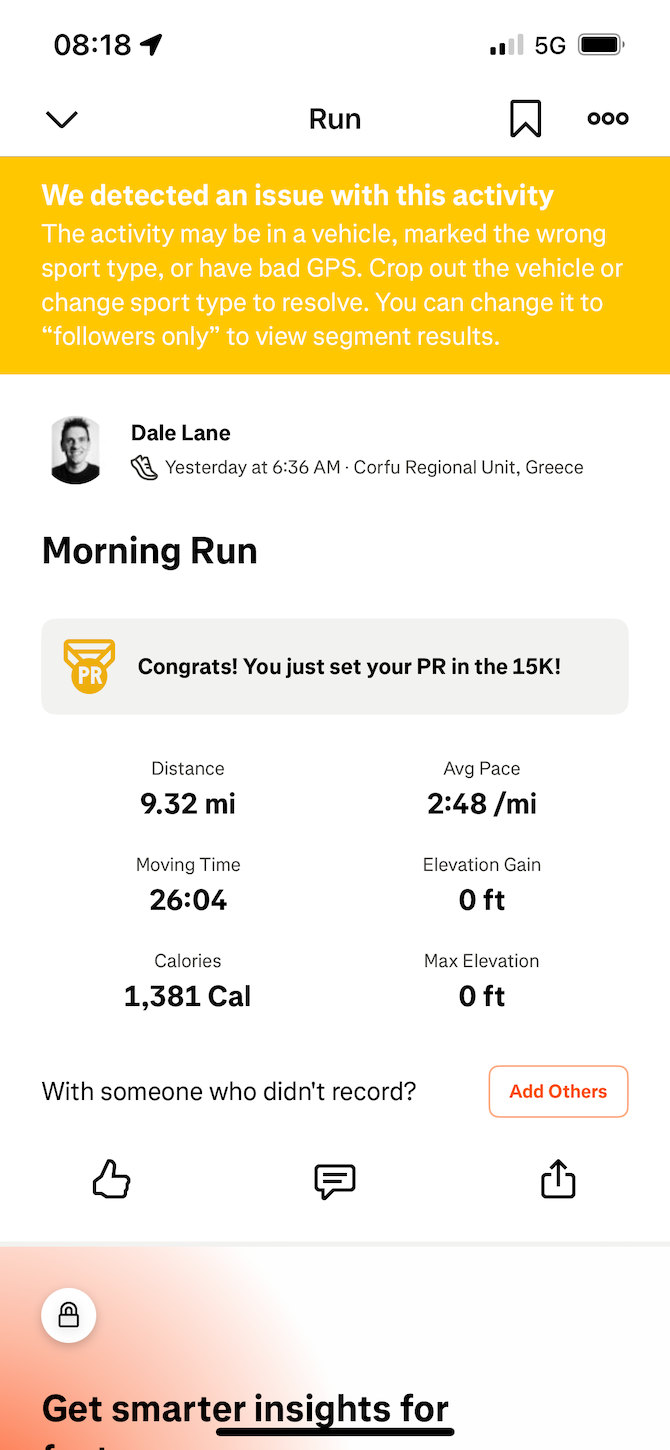 08:18
5G
Run
We detected an issue with this activity
The activity may be in a vehicle, marked the wrong
sport type, or have bad GPS. Crop out the vehicle or
change sport type to resolve. You can change it to
“followers only” to view segment results.
Dale Lane
Yesterday at 6:36 AM · Corfu Regional Unit, Greece
Morning Run
PR
Congrats! You just set your PR in the 15K!
Distance
9.32 mi
Avg Pace
2:48 /mi
Moving Time
26:04
Elevation Gain
0 ft
Calories
1,381 Cal
Max Elevation
0 ft
With someone who didn't record?
Add Others
Get smarter insights for